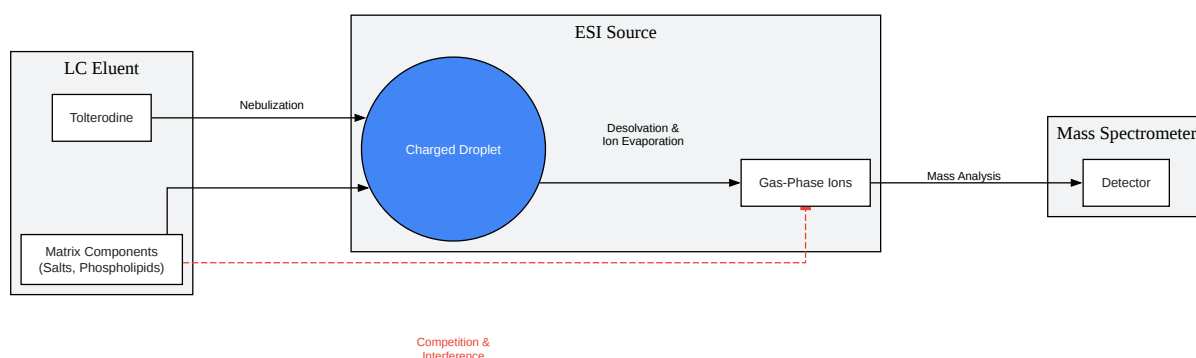 ESI Source
LC Eluent
Tolterodine
Nebulization
Charged Droplet
Desolvation &
Ion Evaporation
Gas-Phase Ions
Mass Analysis
Mass Spectrometer
Detector
Matrix Components
(Salts, Phospholipids)
Competition &
Interference